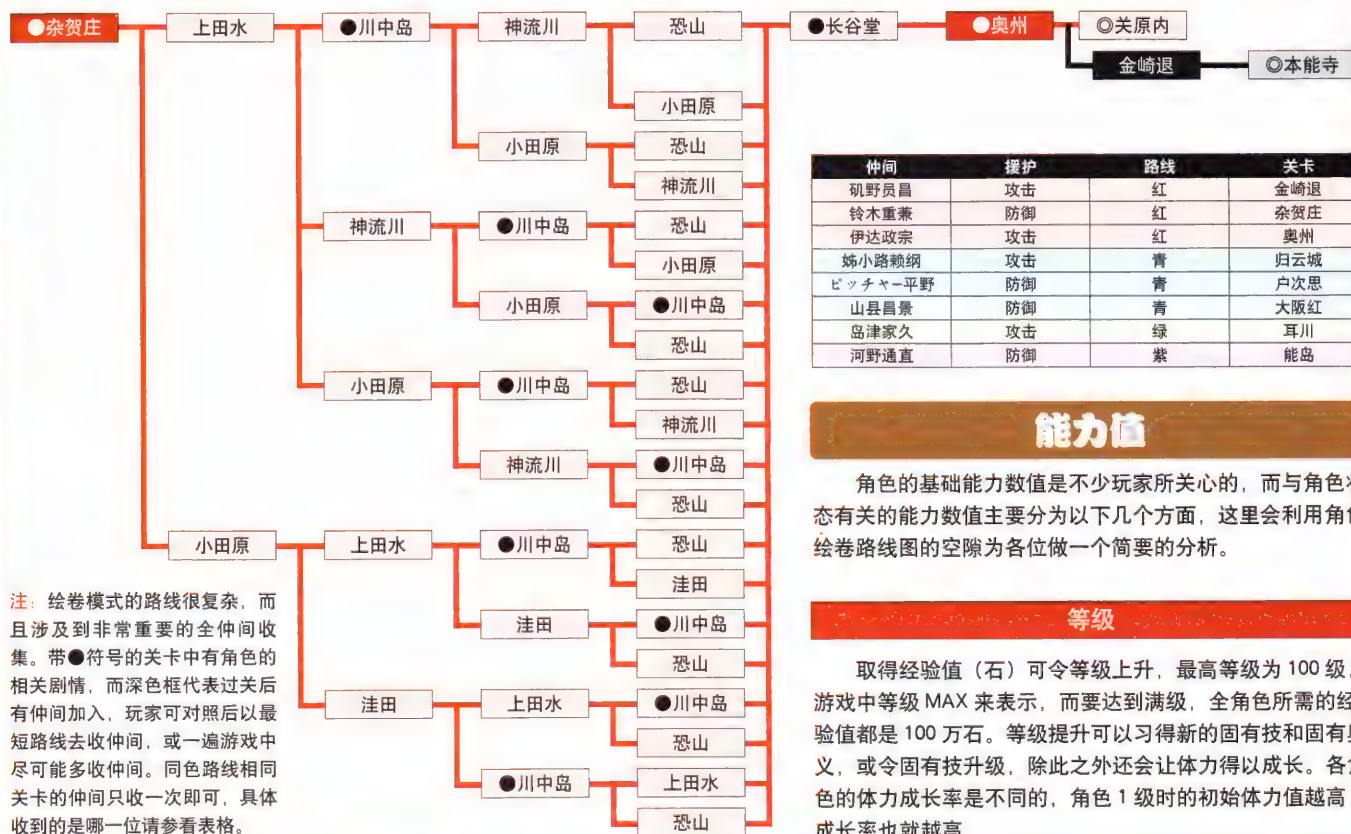 ●杂贺庄 上田水 ●川中岛 神流川 恐山 ●长谷堂 ●奥州 ◎关原内
金崎退 ◎本能寺
小田原
小田原 恐山
神流川
神流川 ●川中岛 恐山
小田原
小田原 ●川中岛
恐山
小田原 ●川中岛 恐山
神流川
神流川 ●川中岛
恐山
小田原 上田水 ●川中岛 恐山
洼田
洼田 ●川中岛
恐山
洼田 上田水 ●川中岛
恐山
●川中岛 上田水
恐山
注：绘卷模式的路线很复杂，而
且涉及到非常重要的全仲间收
集。带●符号的关卡中有角色的
相关剧情，而深色框代表过关后
有仲间加入，玩家可对照后以最
短路线去收仲间，或一遍游戏中
尽可能多收仲间。同色路线相同
关卡的仲间只收一次即可，具体
收到的是哪一位请参看表格。
仲间 援护 路线 关卡
矶野员昌 攻击 红 金崎退
铃木重兼 防御 红 杂贺庄
伊达政宗 攻击 红 奥州
姊小路赖纲 攻击 青 归云城
ピッチャー平野 防御 青 户次思
山县昌景 防御 青 大阪红
岛津家久 攻击 绿 耳川
河野通直 防御 紫 能岛
能力值
角色的基础能力数值是不少玩家所关心的，而与角色
态有关的能力数值主要分为以下几个方面，这里会利用角
绘卷路线图的空隙为各位做一个简要的分析。
等级
取得经验值（石）可令等级上升，最高等级为 100 级，
游戏中等级 MAX 来表示，而要达到满级，全角色所需的经
验值都是 100 万石。等级提升可以习得新的固有技和固有
义，或令固有技升级，除此之外还会让体力得以成长。各
色的体力成长率是不同的，角色 1 级时的初始体力值越高，
成长率也就越高。